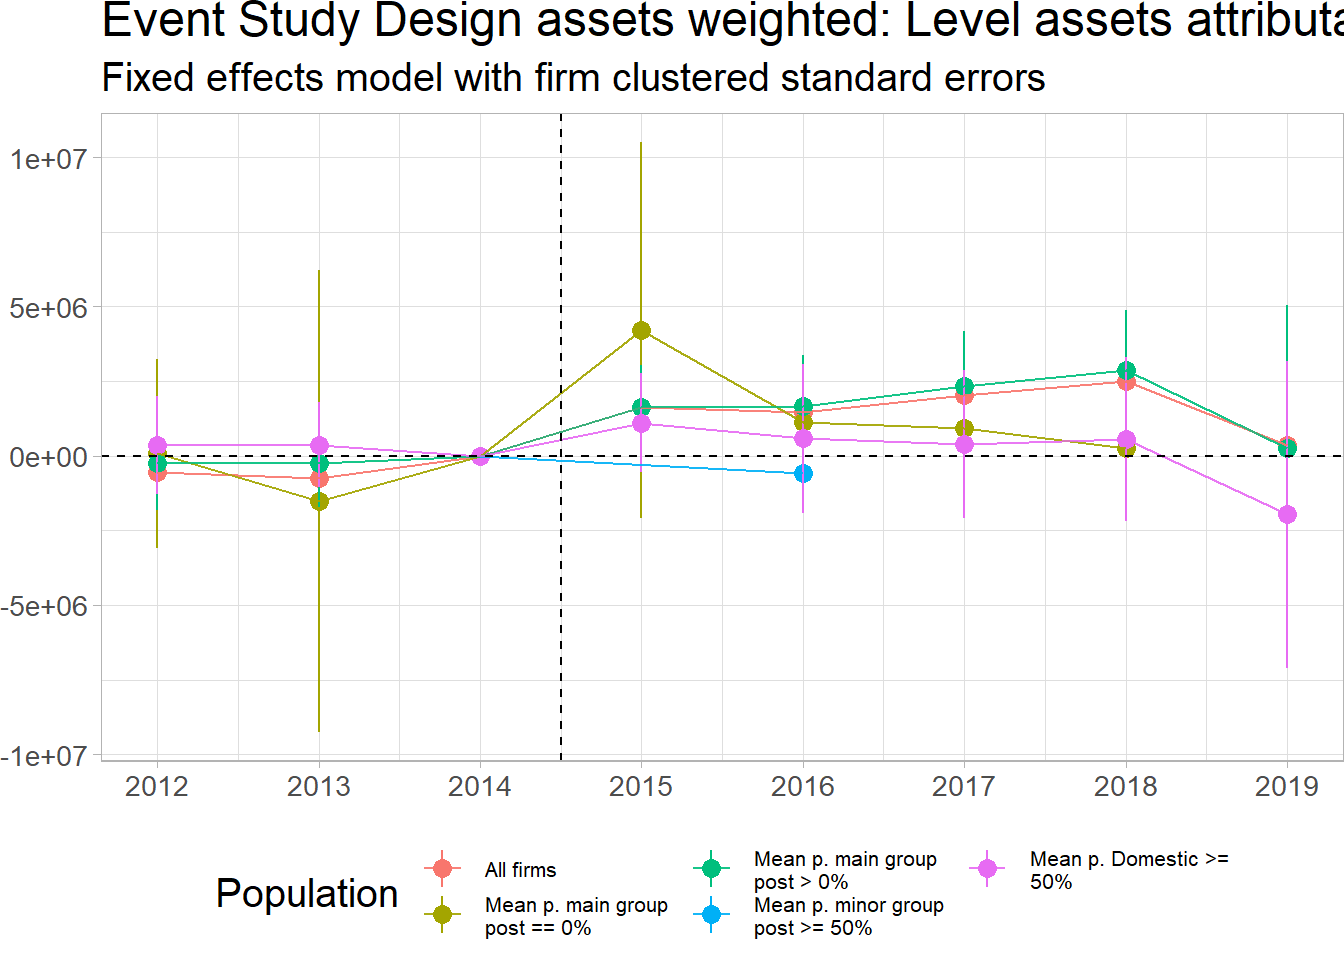 Event Study Design assets weighted: Level assets
Fixed effects model with firm clustered standard errors
1e+07
5e+06
0e+00
-5e+06
-1e+07
2012 2013 2014 2015 2016 2017 2018 2019
Population
All firms
Mean p. main group
post == 0%
Mean p. main group
post > 0%
Mean p. minor group
post >= 50%
Mean p. Domestic >=
50%